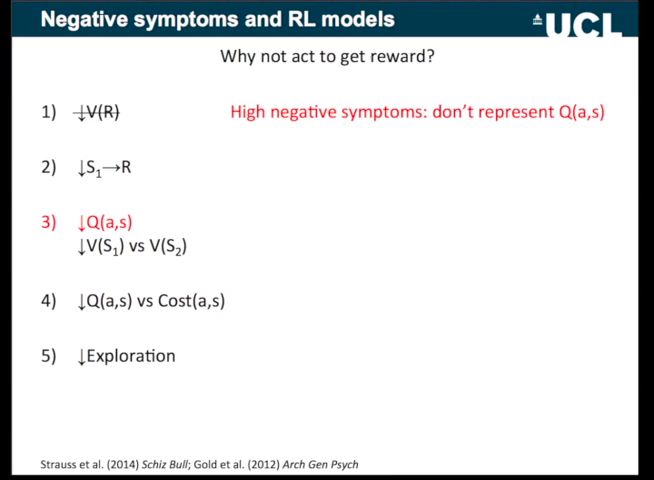 Negative symptoms and RL models
UCL
Why not act to get reward?
1) ↓V(R)
High negative symptoms: don't represent Q(a,s)
2) ↓S₁→R
3) ↓Q(a,s)
↓V(S₁) vs V(S₂)
4) ↓Q(a,s) vs Cost(a,s)
5) ↓Exploration
Strauss et al. (2014) Schiz Bull; Gold et al. (2012) Arch Gen Psych